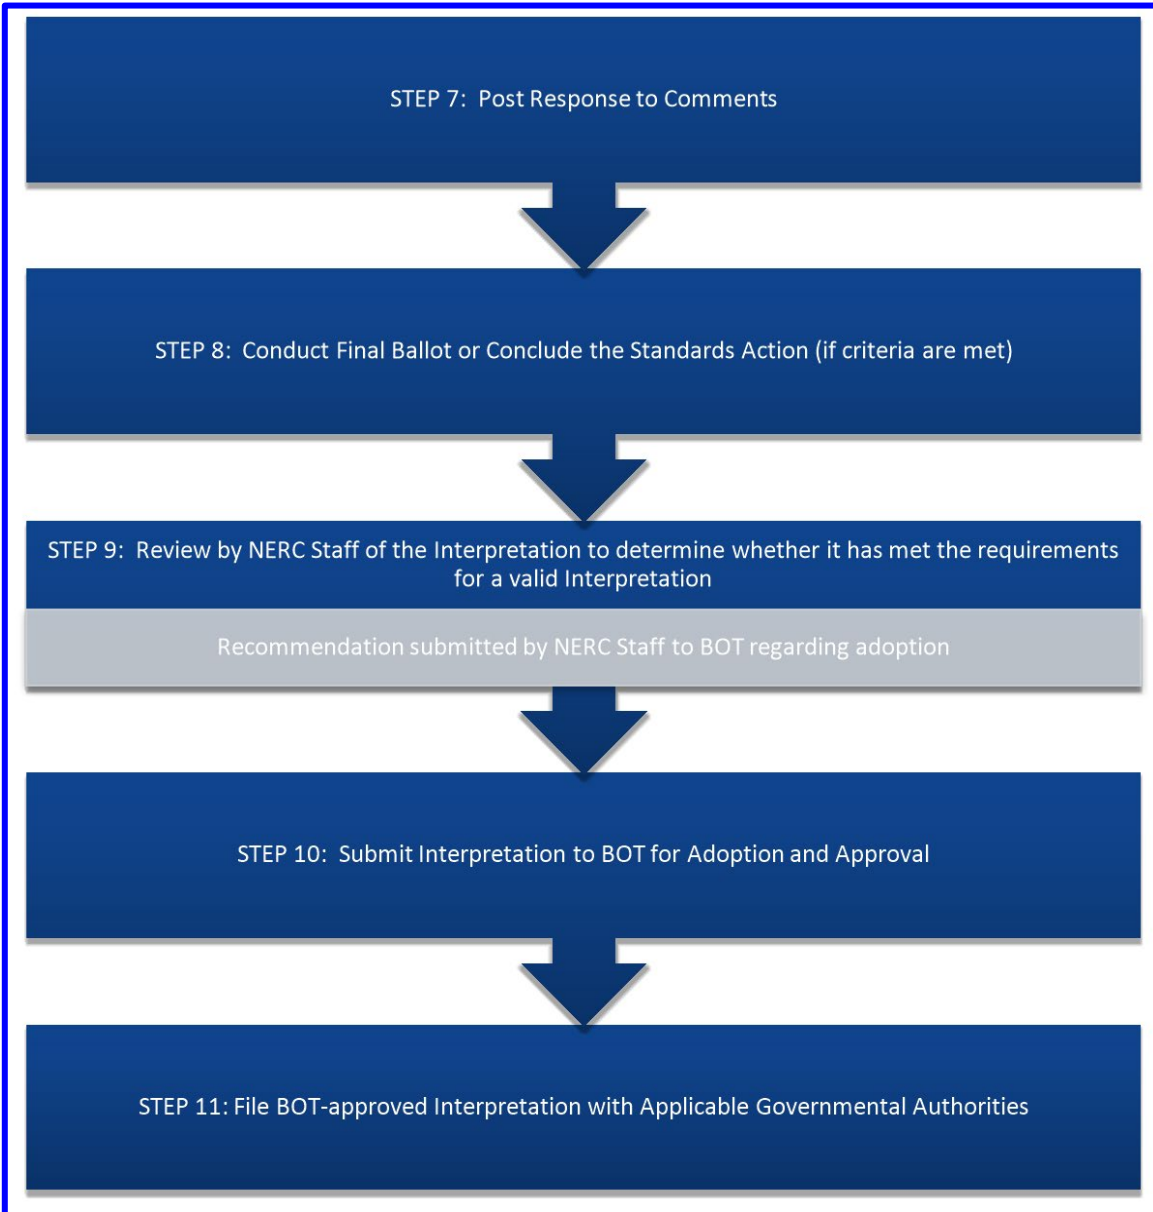 STEP 7: Post Response to Comments
STEP 8: Conduct Final Ballot or Conclude the Standards Action (if criteria are met)
STEP 9: Review by NERC Staff of the Interpretation to determine whether it has met the requirements
for a valid Interpretation
Recommendation submitted by NERC Staff to BOT regarding adoption
STEP 10: Submit Interpretation to BOT for Adoption and Approval
STEP 11: File BOT-approved Interpretation with Applicable Governmental Authorities